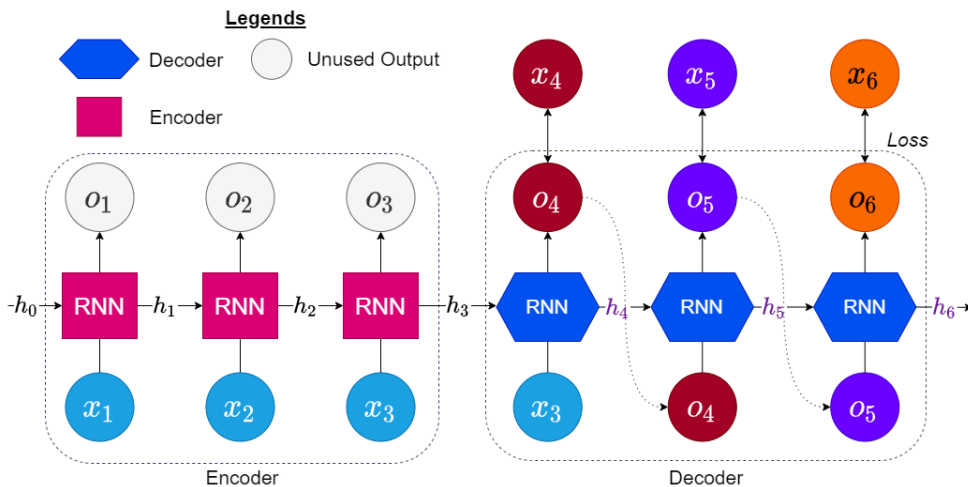 Legends
Decoder
Unused Output
Encoder
x₄ x₅ x₆
Loss
o₁ o₂ o₃ o₄ o₅ o₆
h₀ RNN h₁ RNN h₂ RNN h₃ RNN h₄ RNN h₅ RNN h₆
x₁ x₂ x₃ x₃ o₄ o₅
Encoder
Decoder